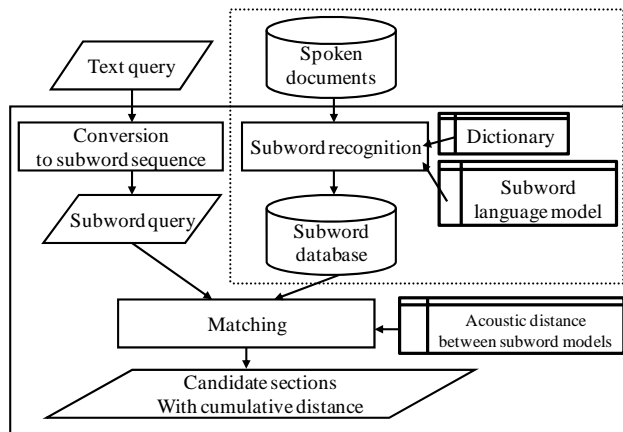 Text query
Spoken
documents
Conversion
to subword sequence
Subword recognition
Dictionary
Subword
language model
Subword query
Subword
database
Matching
Acoustic distance
between subword models
Candidate sections
With cumulative distance